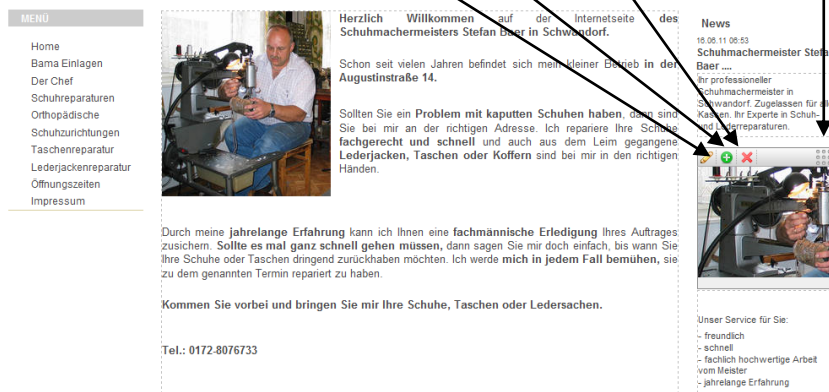 MENÜ
Home
Bama Einlagen
Der Chef
Schuhreparaturen
Orthopädische
Schuhzurichtungen
Taschenreparatur
Lederjackenreparatur
Öffnungszeiten
Impressum
Herzlich Willkommen auf der Internetseite des
Schuhmachermeisters Stefan Baer in Schwandorf.
Schon seit vielen Jahren befindet sich mein kleiner Betrieb in der
Augustinstraße 14.
Sollten Sie ein Problem mit kaputten Schuhen haben, dann sind
Sie bei mir an der richtigen Adresse. Ich repariere Ihre Schuhe
fachgerecht und schnell und auch aus dem Leim gegangene
Lederjacken, Taschen oder Koffern sind bei mir in den richtigen
Händen.
Durch meine jahrelange Erfahrung kann ich Ihnen eine fachmännische Erledigung Ihres Auftrages
zusichern. Sollte es mal ganz schnell gehen müssen, dann sagen Sie mir doch einfach, bis wann Sie
Ihre Schuhe oder Taschen dringend zurückhaben möchten. Ich werde mich in jedem Fall bemühen, sie
zu dem genannten Termin repariert zu haben.
Kommen Sie vorbei und bringen Sie mir Ihre Schuhe, Taschen oder Ledersachen.
Tel.: 0172-8076733
News
16.06.11 08:53
Schuhmachermeister Stefa
Baer ....
Ihr professioneller
Schuhmachermeister in
Schwandorf. Zugelassen für alle
Kassen. Ihr Experte in Schuh-
und Lederreparaturen.
Unser Service für Sie:
- freundlich
- schnell
- fachlich hochwertige Arbeit
vom Meister
- jahrelange Erfahrung